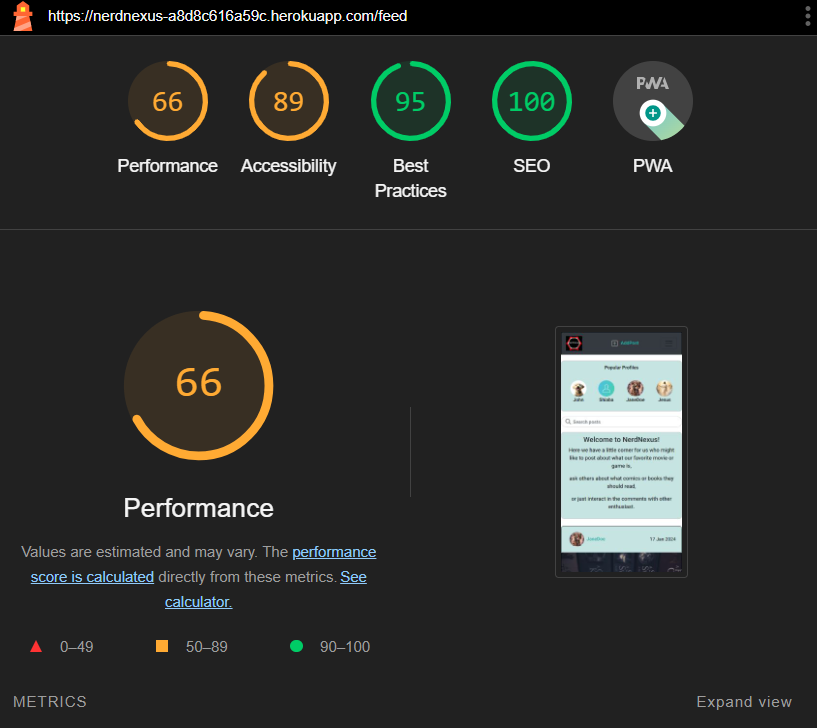 https://nerdnexus-a8d8c616a59c.herokuapp.com/feed
66
89
95
100
PWA
Performance
Accessibility
Best
Practices
SEO
PWA
66
Performance
Values are estimated and may vary. The performance
score is calculated directly from these metrics. See
calculator.
0–49
50–89
90–100
Popular Profiles
John
JaneDoe
Jesus
Search posts
Welcome to NerdNexus!
Here we have a little corner for us who might
like to post about what our favorite movie or
game is,
ask others about what comics or books they
should read,
or just interact in the comments with other
enthusiast.
JaneDoe
17 Jan 2024
METRICS
Expand view